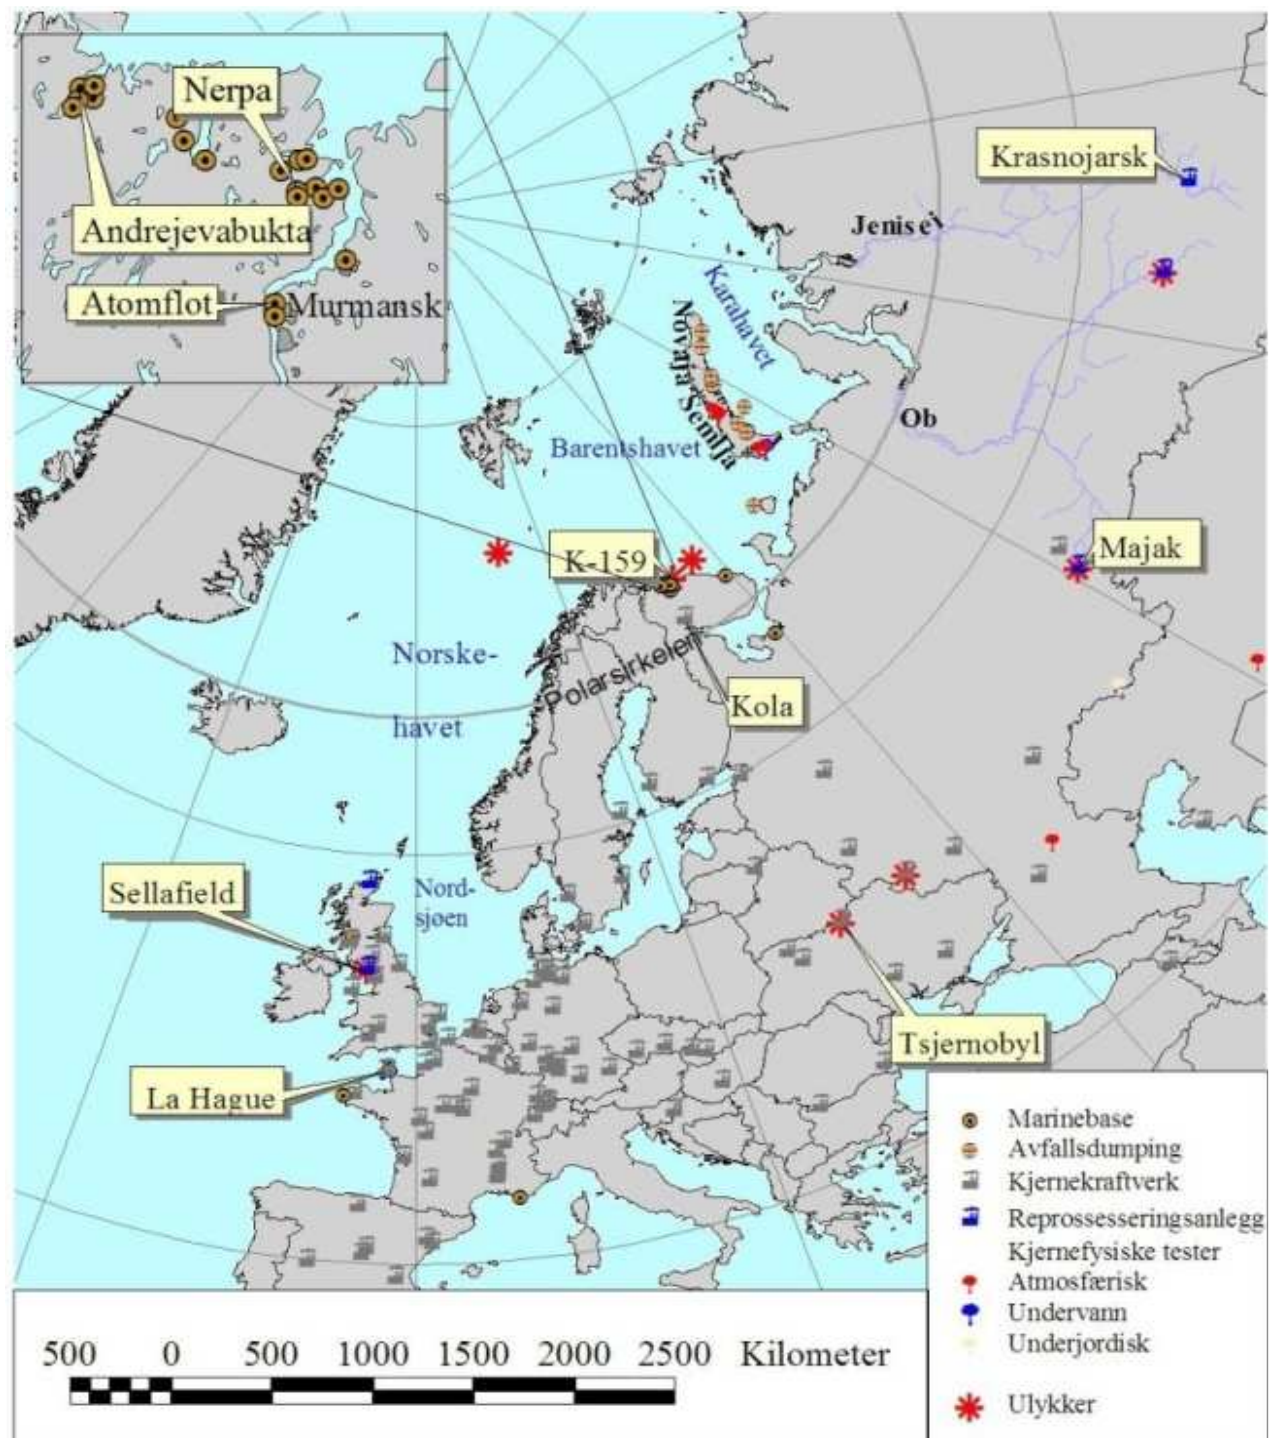 Nerpa
Andrejevabukta
Atomflot
Murmansk
Krasnojarsk
Jenisei
Karahavet
Novaja Semlja
Ob
Barentshavet
K-159
Majak
Norske-
havet
Polarsirkelen
Kola
Sellafield
Nord-
sjøen
La Hague
Tsjernobyl
Marinebase
Avfallsdumping
Kjernekraftverk
Reprossesseringsanlegg
Kjernefysiske tester
Atmosfærisk
Undervann
Underjordisk
Ulykker
500 0 500 1000 1500 2000 2500 Kilometer